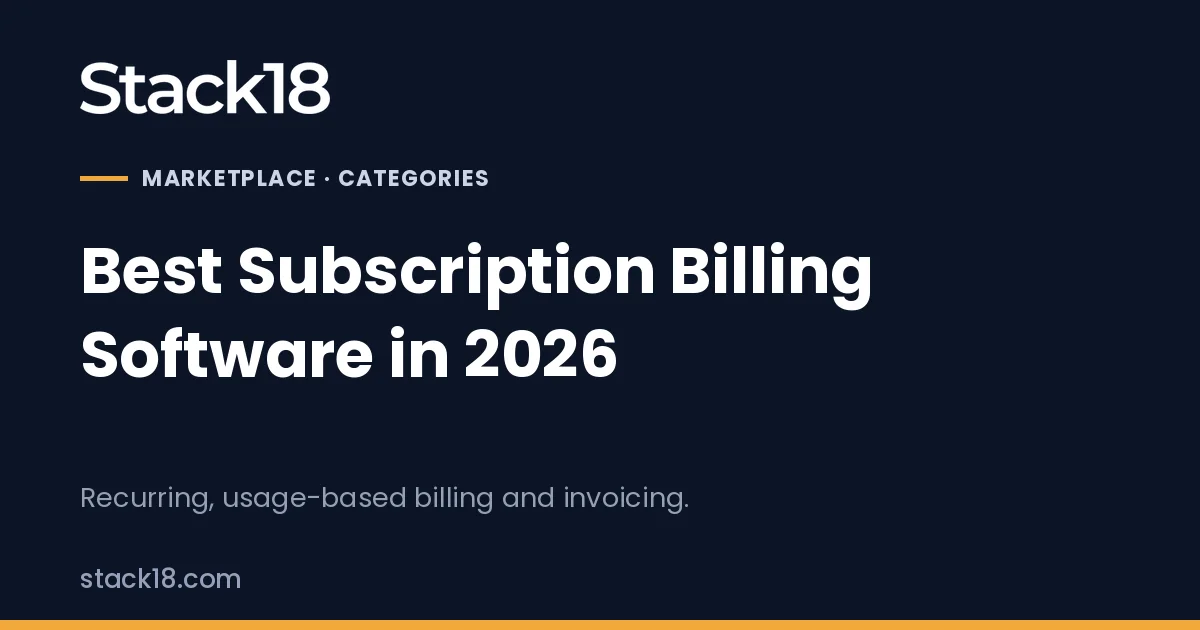 Stack18
MARKETPLACE · CATEGORIES
Best Subscription Billing
Software in 2026
Recurring, usage-based billing and invoicing.
stack18.com